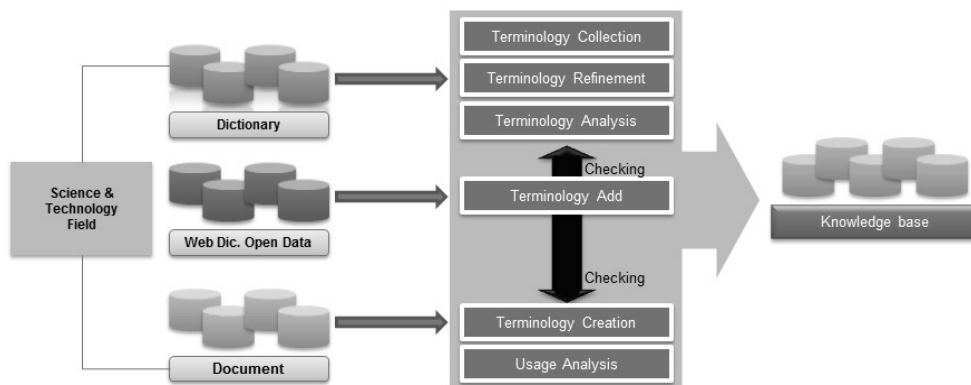 Science &
Technology
Field
Dictionary
Web Dic. Open Data
Document
Terminology Collection
Terminology Refinement
Terminology Analysis
Checking
Terminology Add
Checking
Terminology Creation
Usage Analysis
Knowledge base